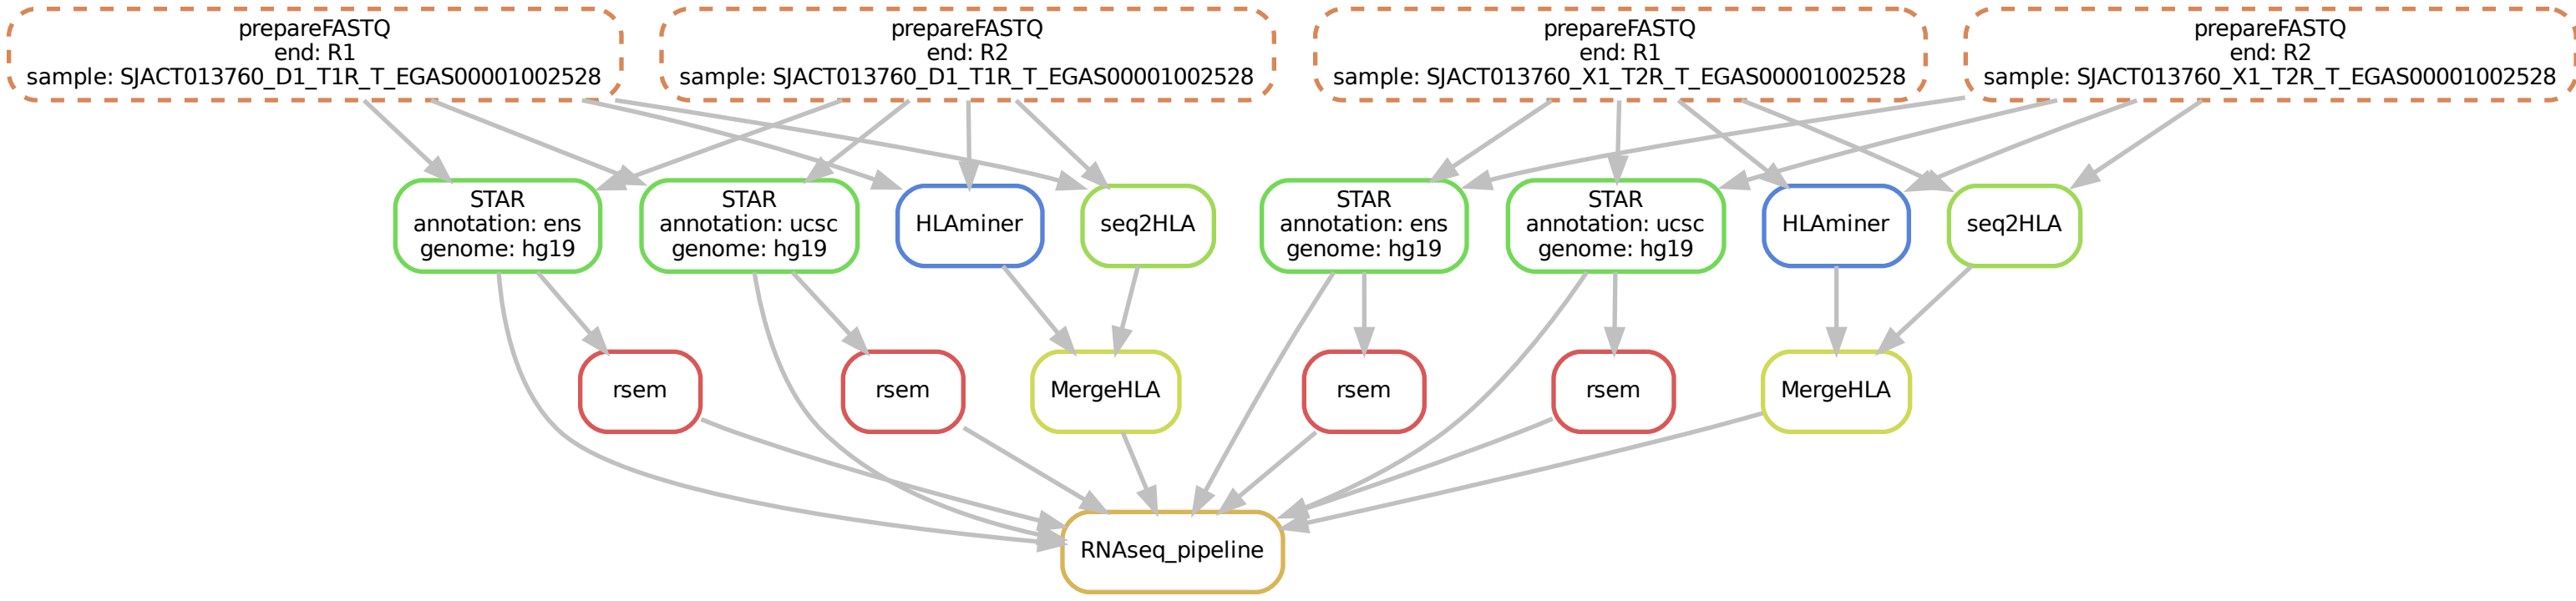 prepareFASTQ
end: R1
sample: SJACT013760_D1_T1R_T_EGAS00001002528
prepareFASTQ
end: R2
sample: SJACT013760_D1_T1R_T_EGAS00001002528
prepareFASTQ
end: R1
sample: SJACT013760_X1_T2R_T_EGAS00001002528
prepareFASTQ
end: R2
sample: SJACT013760_X1_T2R_T_EGAS00001002528
STAR
annotation: ens
genome: hg19
STAR
annotation: ucsc
genome: hg19
HLAminer
seq2HLA
STAR
annotation: ens
genome: hg19
STAR
annotation: ucsc
genome: hg19
HLAminer
seq2HLA
rsem
rsem
MergeHLA
rsem
rsem
MergeHLA
RNAseq_pipeline